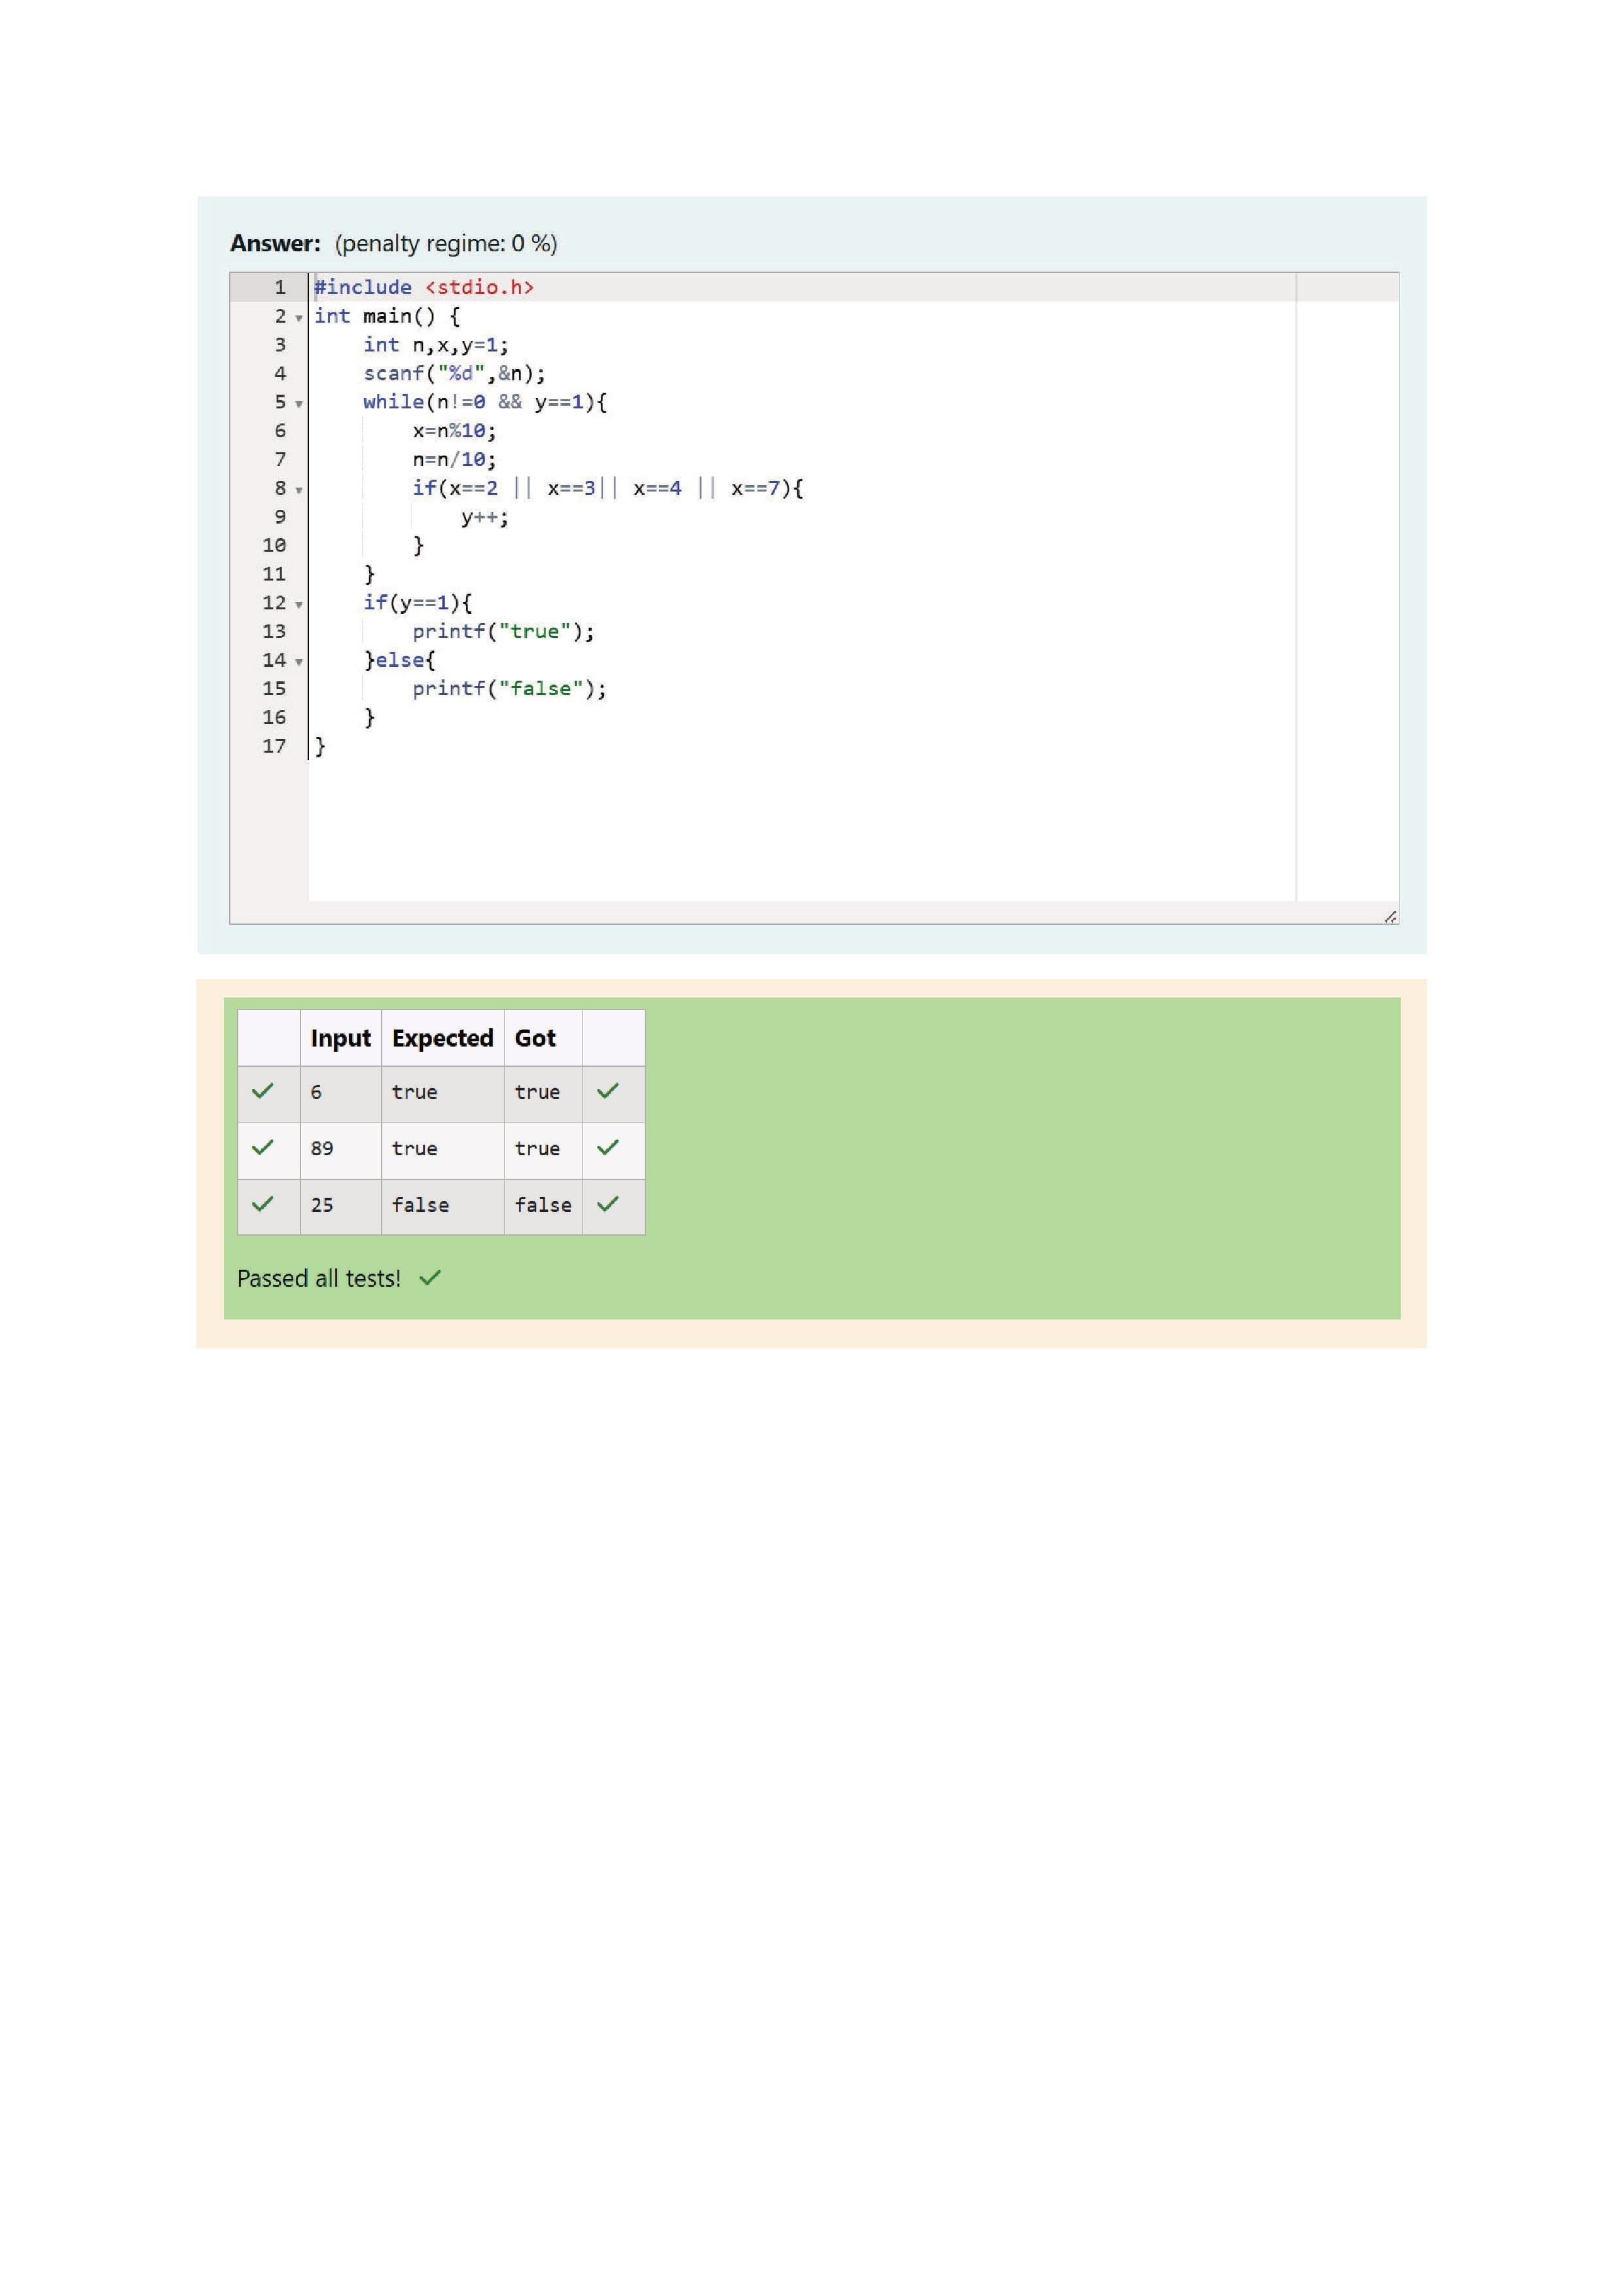 Answer: (penalty regime: 0 %)
1 #include <stdio.h>
2 int main() {
3     int n,x,y=1;
4     scanf("%d",&n);
5     while(n!=0 && y==1){
6         x=n%10;
7         n=n/10;
8         if(x==2 || x==3|| x==4 || x==7){
9             y++;
10         }
11     }
12     if(y==1){
13         printf("true");
14     }else{
15         printf("false");
16     }
17 }
Input Expected Got
6 true true
89 true true
25 false false
Passed all tests!